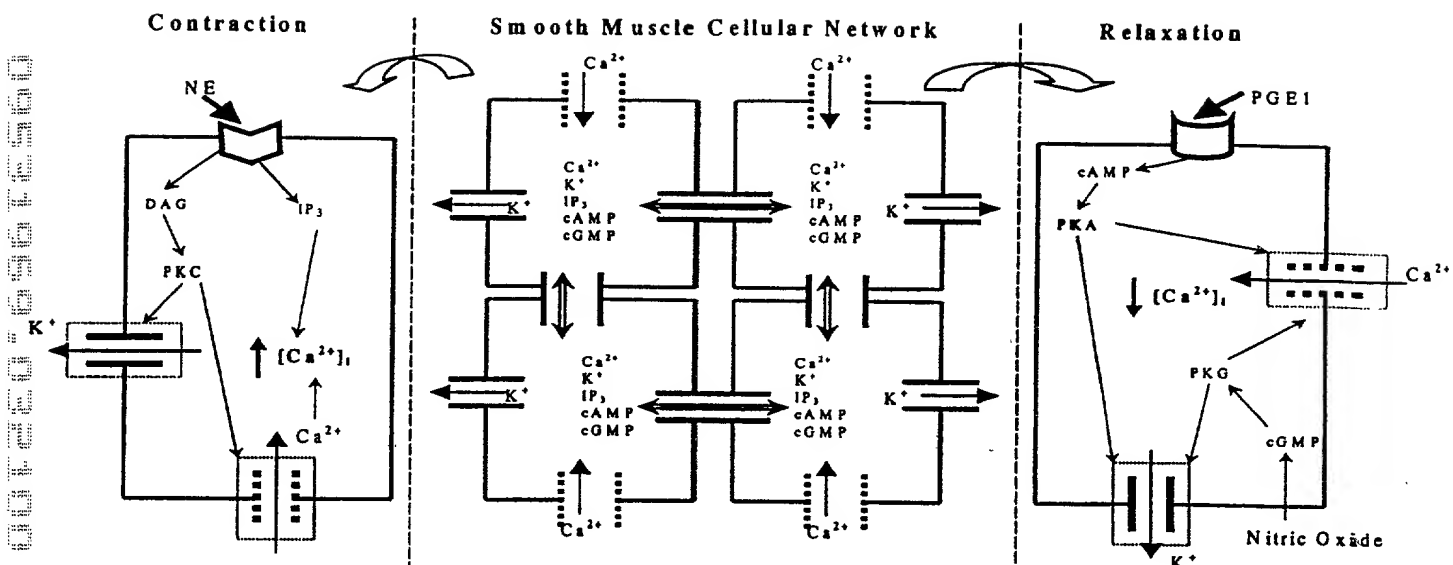 Contraction
Smooth Muscle Cellular Network
Relaxation
NE
DAG
IP₃
PKC
K⁺
[Ca²⁺]ᵢ
Ca²⁺
Ca²⁺
Ca²⁺
Ca²⁺
K⁺
IP₃
cAMP
cGMP
Ca²⁺
K⁺
IP₃
cAMP
cGMP
K⁺
K⁺
Ca²⁺
K⁺
IP₃
cAMP
cGMP
Ca²⁺
K⁺
IP₃
cAMP
cGMP
K⁺
K⁺
Ca²⁺
Ca²⁺
PGE1
cAMP
PKA
Ca²⁺
[Ca²⁺]ᵢ
PKG
cGMP
Nitric Oxide
K⁺